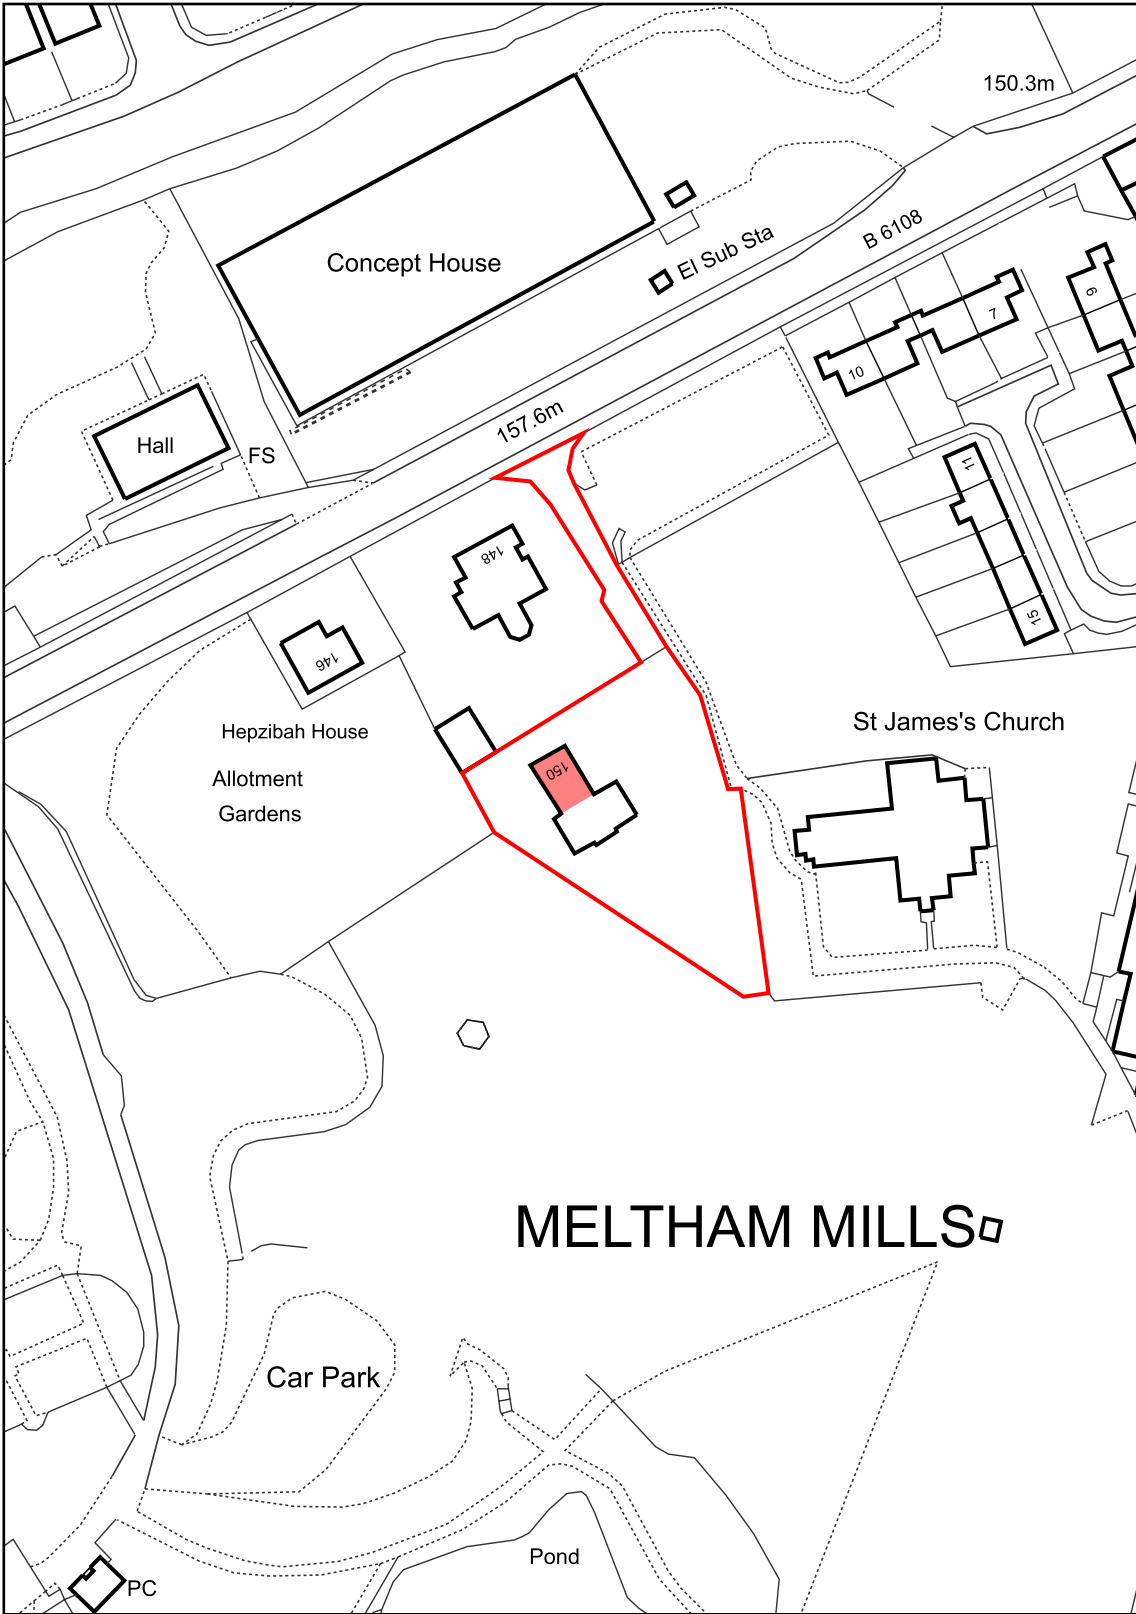 150.3m
B 6108
El Sub Sta
Concept House
6
7
10
157.6m
Hall
FS
11
148
15
146
St James's Church
Hepzibah House
Allotment
Gardens
150
MELTHAM MILLS
Car Park
Pond
PC